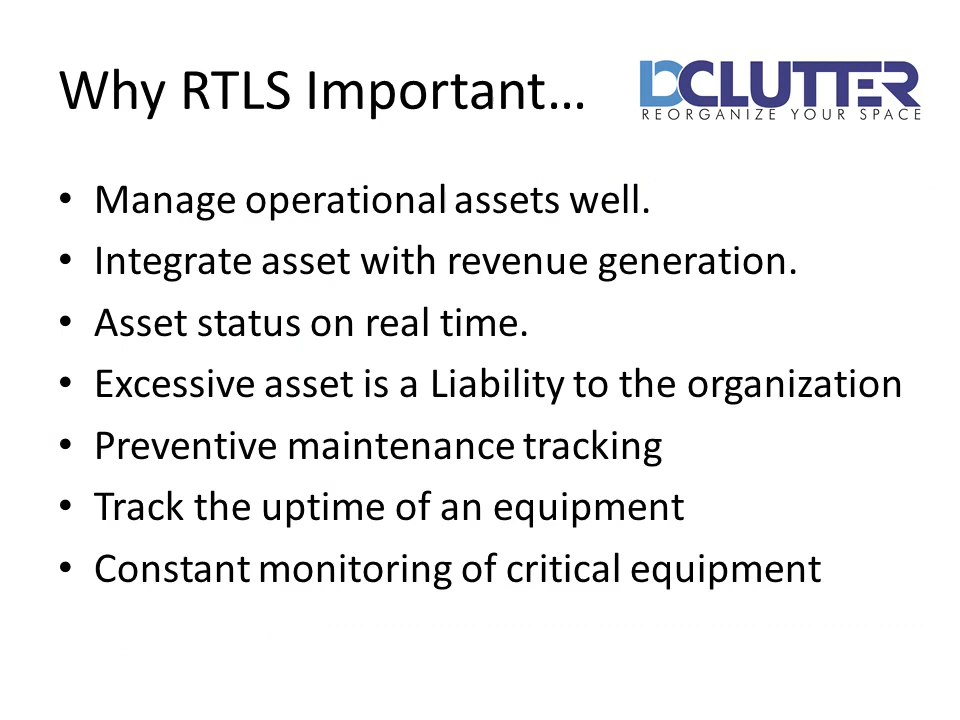 Why RTLS Important...
DCLUTTER
REORGANIZE YOUR SPACE
• Manage operational assets well.
• Integrate asset with revenue generation.
• Asset status on real time.
• Excessive asset is a Liability to the organization
• Preventive maintenance tracking
• Track the uptime of an equipment
• Constant monitoring of critical equipment